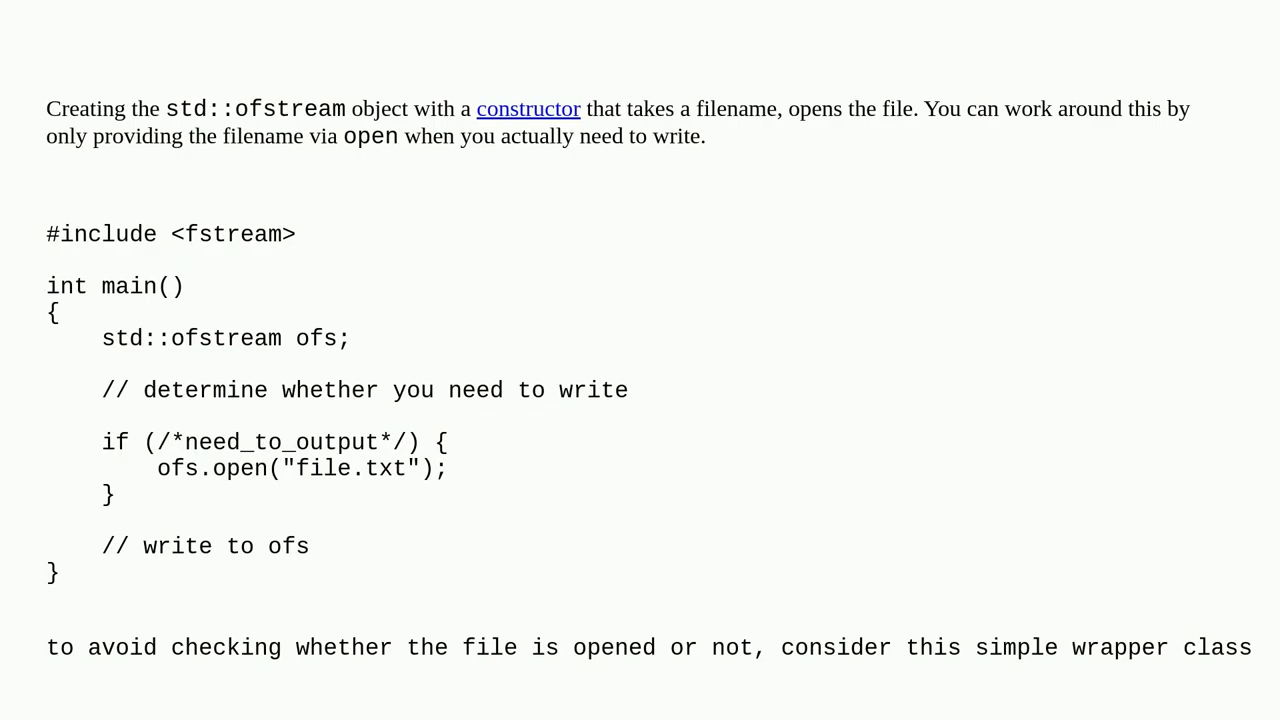 Creating the std::ofstream object with a constructor that takes a filename, opens the file. You can work around this by
only providing the filename via open when you actually need to write.
#include <fstream>
int main()
{
    std::ofstream ofs;
    // determine whether you need to write
    if (/*need_to_output*/) {
        ofs.open("file.txt");
    }
    // write to ofs
}
to avoid checking whether the file is opened or not, consider this simple wrapper class